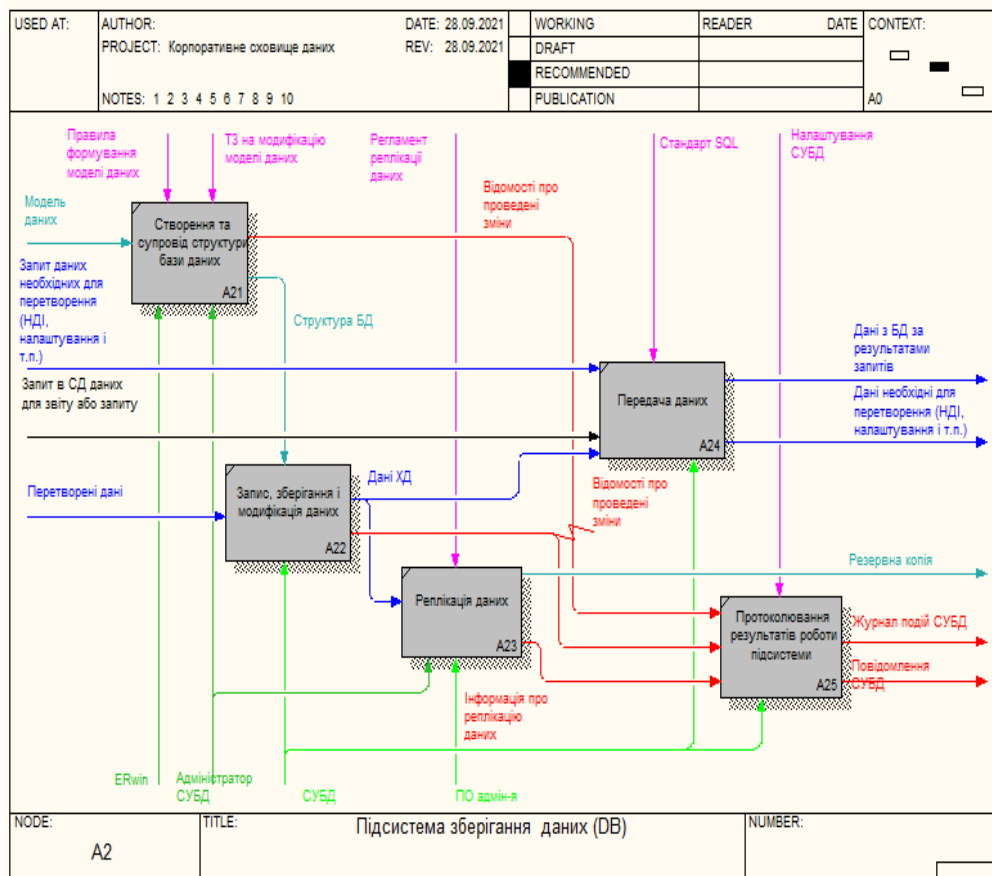 USED AT:
AUTHOR:
DATE: 28.09.2021
PROJECT: Корпоративне сховище даних
REV: 28.09.2021
NOTES: 1 2 3 4 5 6 7 8 9 10
WORKING
DRAFT
RECOMMENDED
PUBLICATION
READER
DATE
CONTEXT:
A0
Правила
формування
моделі даних
ТЗ на модифікацію
моделі даних
Регламент
реплікації
даних
Стандарт SQL
Налаштування
СУБД
Модель
даних
Створення та
супровід структури
бази даних
A21
Відомості про
проведені
зміни
Запит даних
необхідних для
перетворення
(НДІ,
налаштування і
т.п.)
Структура БД
Запит в СД даних
для звіту або запиту
Передача даних
A24
Дані з БД за
результатами
запитів
Дані необхідні для
перетворення (НДІ,
налаштування і т.п.)
Перетворені дані
Запис, зберігання і
модифікація даних
A22
Дані ХД
Відомості про
проведені
зміни
Реплікація даних
A23
Резервна копія
Протоколювання
результатів роботи
підсистеми
A25
Журнал подій СУБД
Повідомлення
СУБД
Інформація про
реплікацію
даних
ERwin
Адміністратор
СУБД
СУБД
ПО адмін-я
NODE:
A2
TITLE:
Підсистема зберігання даних (DB)
NUMBER: